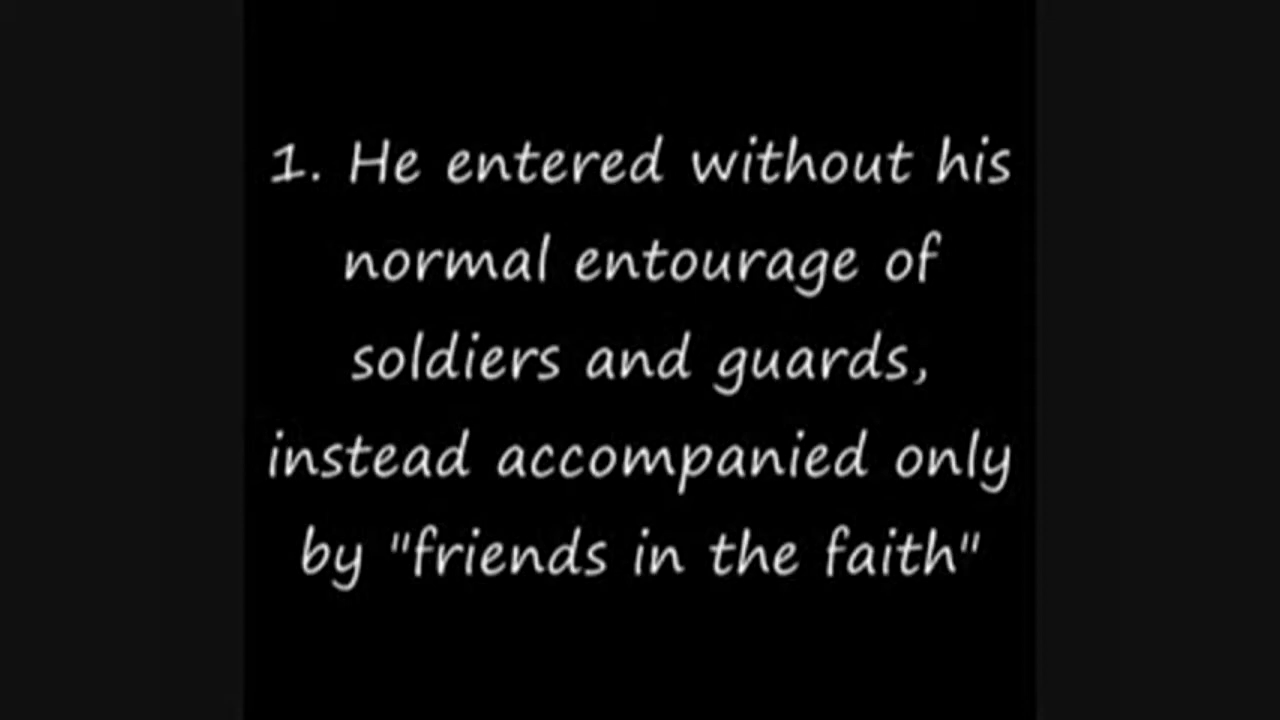 1. He entered without his
normal entourage of
soldiers and guards,
instead accompanied only
by "friends in the faith"